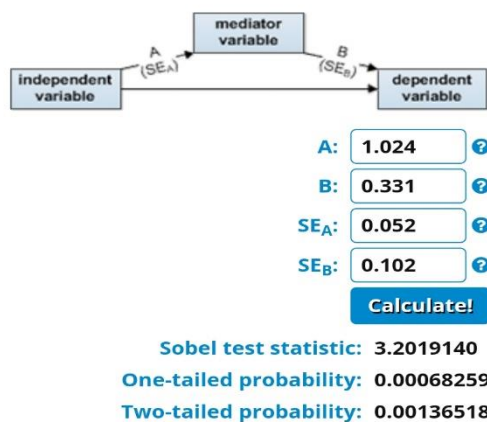 mediator
variable
A
(SEA)
B
(SEB)
independent
variable
dependent
variable
A: 1.024 ?
B: 0.331 ?
SEA: 0.052 ?
SEB: 0.102 ?
Calculate!
Sobel test statistic: 3.2019140
One-tailed probability: 0.00068259
Two-tailed probability: 0.00136518